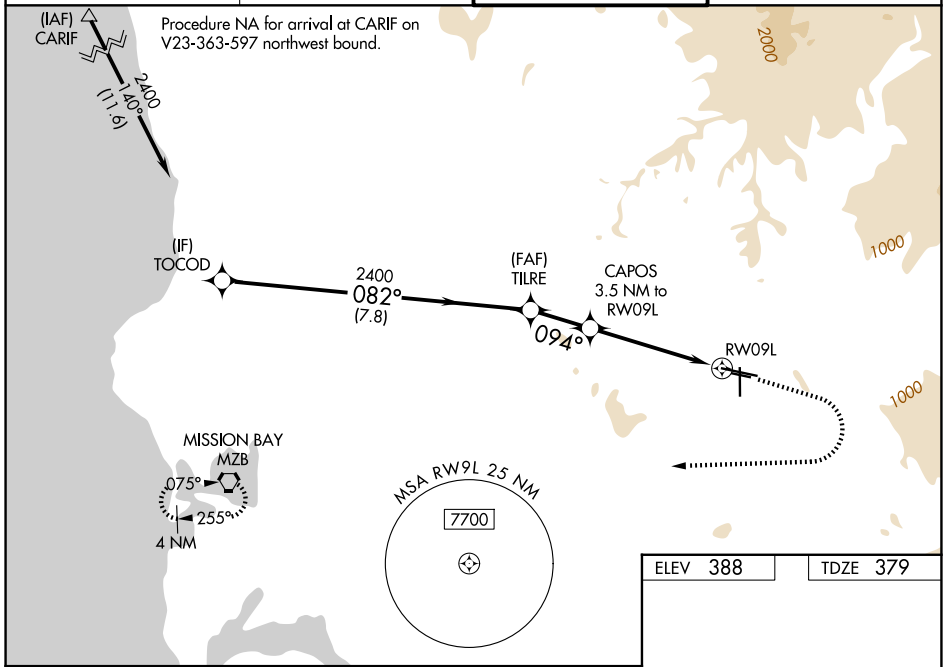 (IAF)
CARIF
Procedure NA for arrival at CARIF on
V23-363-597 northwest bound.
2400
140°
(11.6)
2000
1000
(IF)
TOCOD
2400
082°
(7.8)
(FAF)
TILRE
CAPOS
3.5 NM to
RW09L
094°
RW09L
1000
MISSION BAY
MZB
075°
255°
4 NM
MSA RW9L 25 NM
7700
ELEV 388
TDZE 379